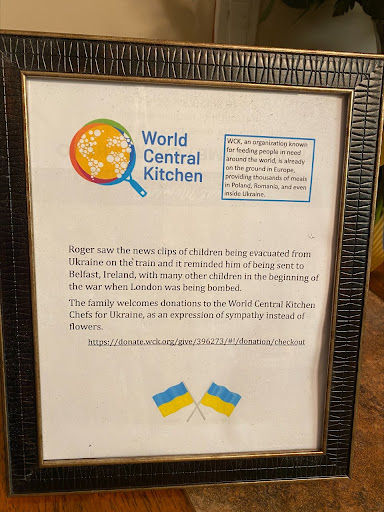 World
Central
Kitchen
WCK, an organization known
for feeding people in need
around the world, is already
on the ground in Europe,
providing thousands of meals
in Poland, Romania, and even
inside Ukraine.
Roger saw the news clips of children being evacuated from
Ukraine on the train and it reminded him of being sent to
Belfast, Ireland, with many other children in the beginning of
the war when London was being bombed.
The family welcomes donations to the World Central Kitchen
Chefs for Ukraine, as an expression of sympathy instead of
flowers.
https://donate.wck.org/give/396273/#!/donation/checkout